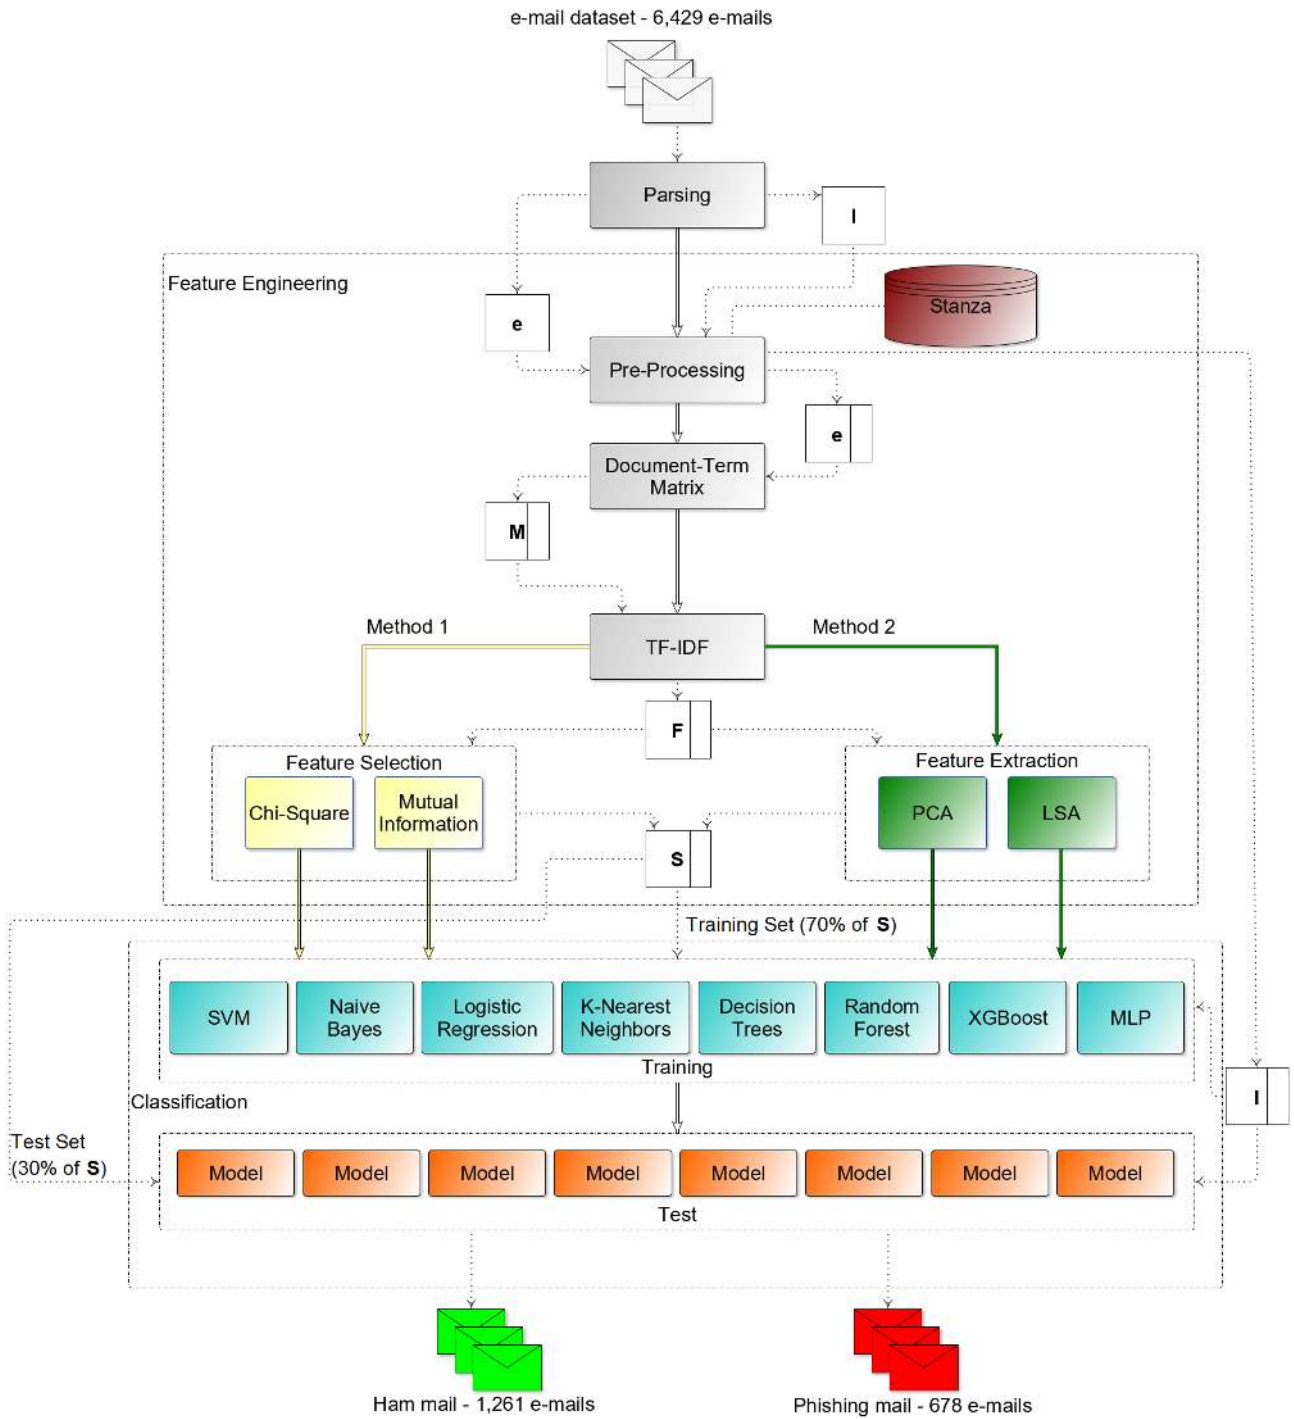 e-mail dataset - 6,429 e-mails
Parsing
l
Feature Engineering
Stanza
e
Pre-Processing
e
Document-Term
Matrix
M
Method 1
Method 2
TF-IDF
F
Feature Selection
Feature Extraction
Chi-Square
Mutual
Information
PCA
LSA
S
Training Set (70% of S)
SVM
Naive
Bayes
Logistic
Regression
K-Nearest
Neighbors
Decision
Trees
Random
Forest
XGBoost
MLP
Training
l
Classification
Test Set
(30% of S)
Model
Model
Model
Model
Model
Model
Model
Model
Test
Ham mail - 1,261 e-mails
Phishing mail - 678 e-mails